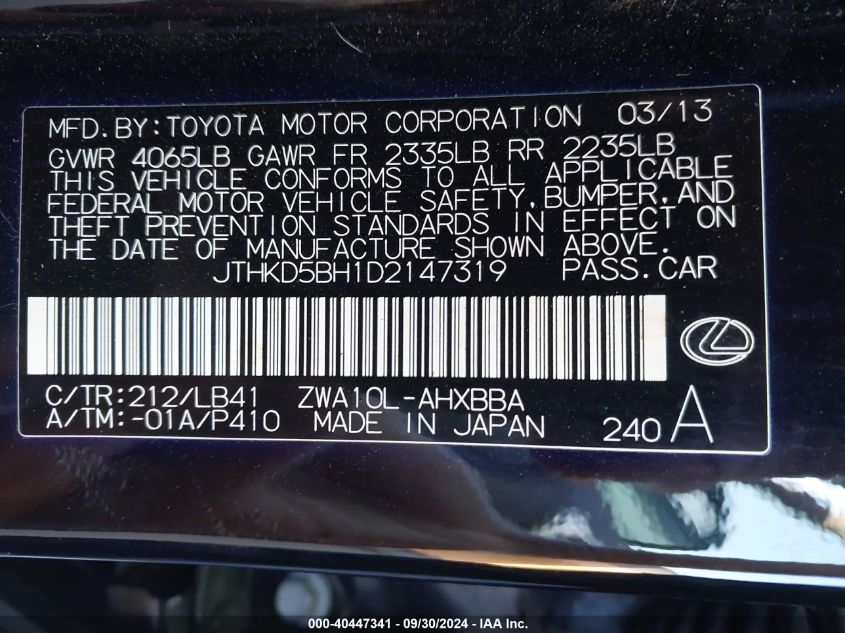 MFD.BY:TOYOTA MOTOR CORPORATION 03/13
GVWR 4065LB GAWR FR 2335LB RR 2235LB
THIS VEHICLE CONFORMS TO ALL APPLICABLE
FEDERAL MOTOR VEHICLE SAFETY,BUMPER,AND
THEFT PREVENTION STANDARDS IN EFFECT ON
THE DATE OF MANUFACTURE SHOWN ABOVE.
JTHKD5BH1D2147319 PASS.CAR
C/TR:212/LB41 ZWA10L-AHXBBA
A/TM:-01A/P410 MADE IN JAPAN 240 A
000-40447341 - 09/30/2024 - IAA Inc.